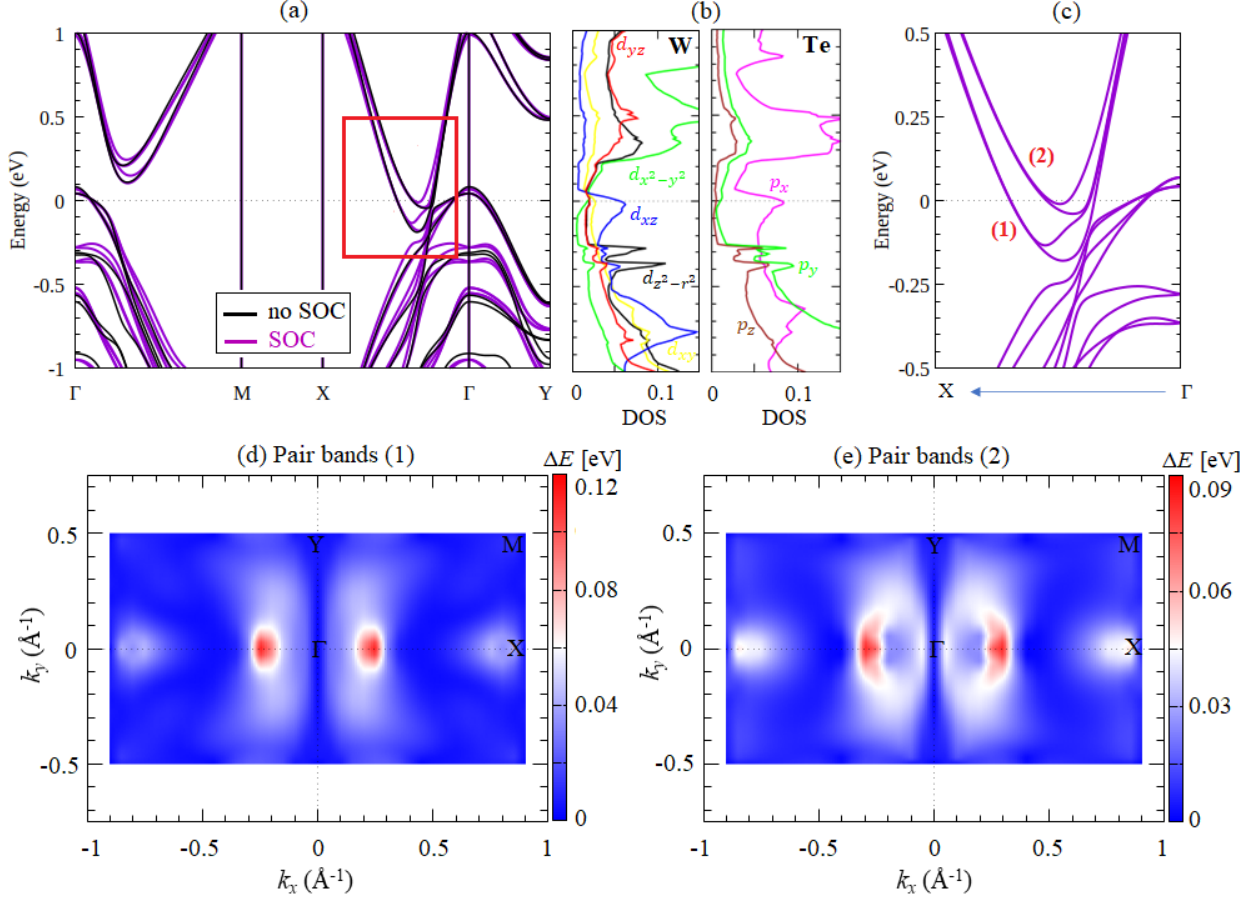 (a)
(b)
(c)
Energy (eV)
1
0.5
0
-0.5
-1
no SOC
SOC
Γ
M
X
Γ
Y
W
d_yz
d_x²−y²
d_xz
d_z²−r²
d_xy
0
0.1
DOS
Te
p_x
p_y
p_z
0
0.1
DOS
Energy (eV)
0.5
0.25
0
-0.25
-0.5
(2)
(1)
X
Γ
(d) Pair bands (1)
ΔE [eV]
k_y (Å⁻¹)
0.5
0
-0.5
Y
M
Γ
X
0.12
0.08
0.04
0
-1
-0.5
0
0.5
1
k_x (Å⁻¹)
(e) Pair bands (2)
ΔE [eV]
k_y (Å⁻¹)
0.5
0
-0.5
Y
M
Γ
X
0.09
0.06
0.03
0
-1
-0.5
0
0.5
1
k_x (Å⁻¹)